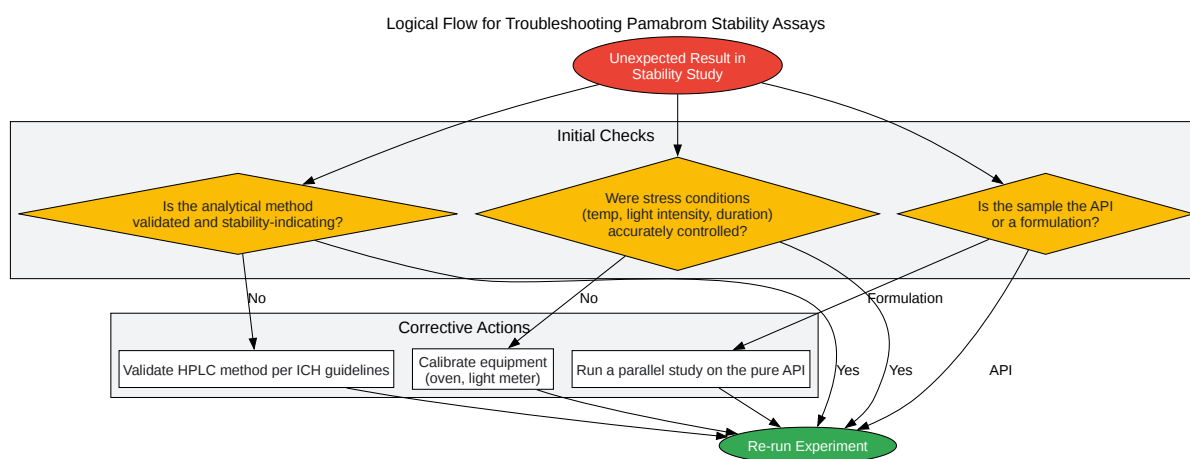 Logical Flow for Troubleshooting Pamabrom Stability Assays
Unexpected Result in
Stability Study
Initial Checks
Is the analytical method
validated and stability-indicating?
Were stress conditions
(temp, light intensity, duration)
accurately controlled?
Is the sample the API
or a formulation?
No
No
Formulation
Corrective Actions
Validate HPLC method per ICH guidelines
Calibrate equipment
(oven, light meter)
Run a parallel study on the pure API
Yes
Yes
API
Re-run Experiment